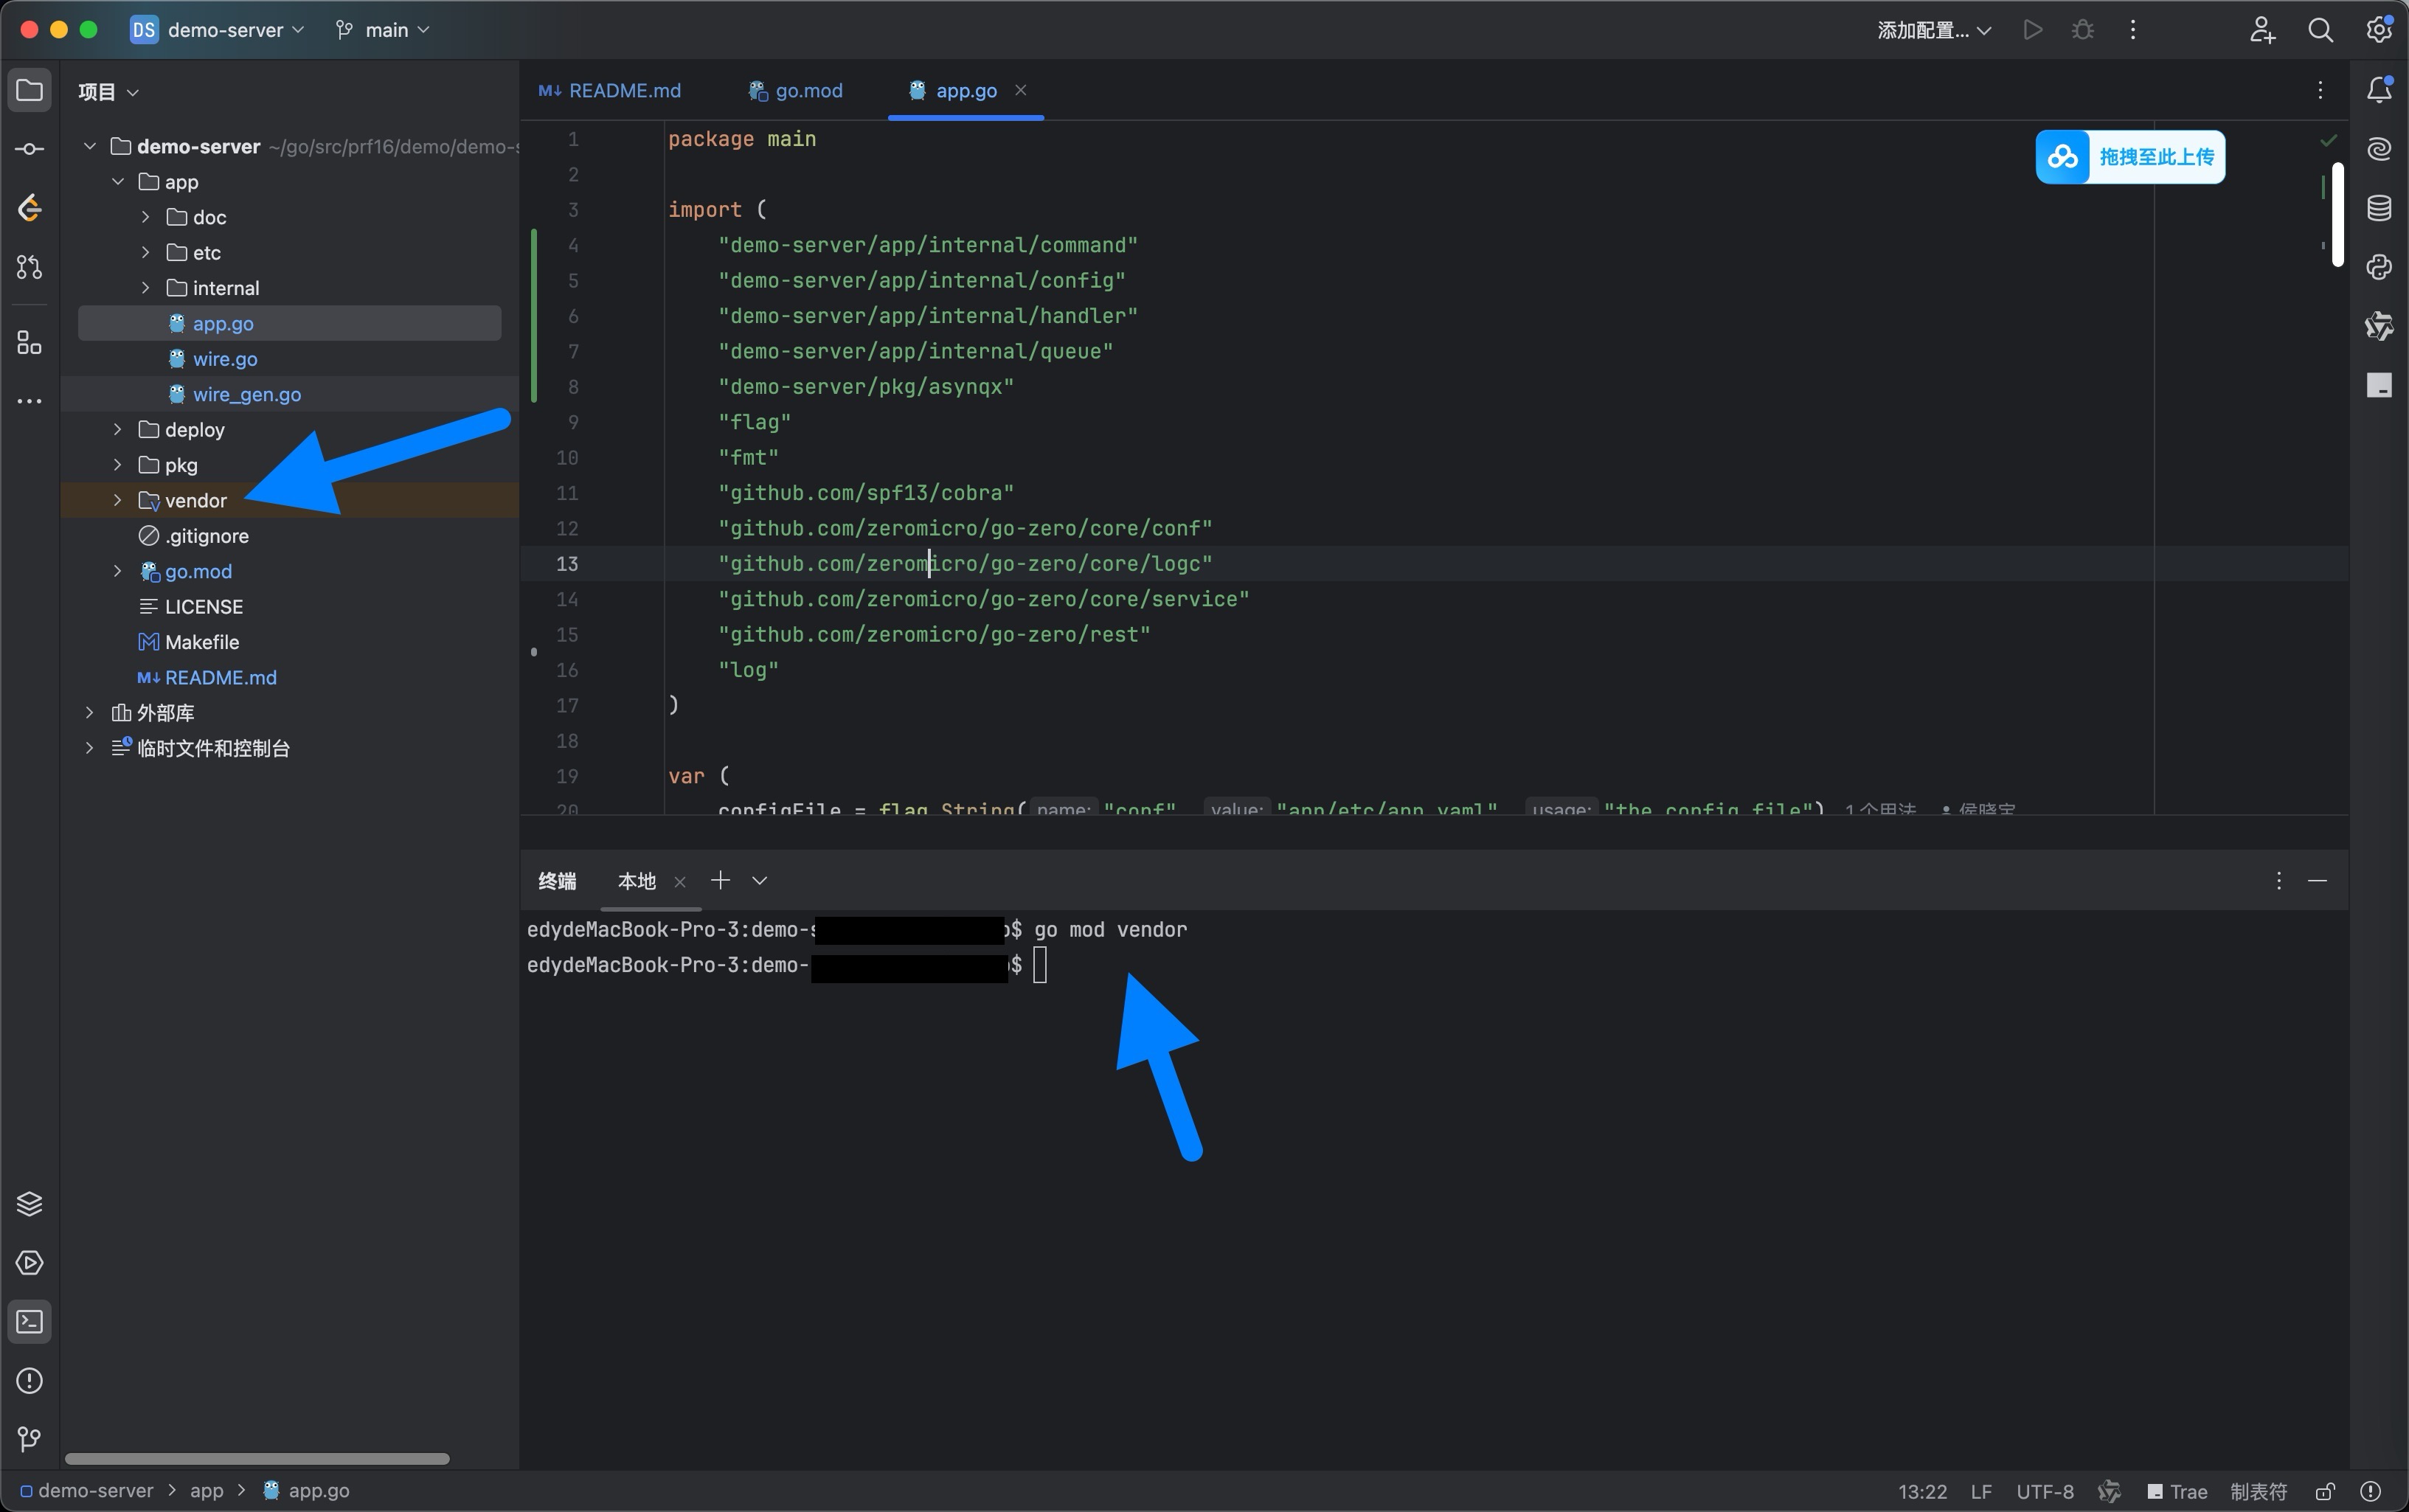 DS demo-server main 添加配置...
项目
M↓ README.md go.mod app.go
demo-server ~/go/src/prf16/demo/demo-s
app
doc
etc
internal
app.go
wire.go
wire_gen.go
deploy
pkg
vendor
.gitignore
go.mod
LICENSE
Makefile
M↓ README.md
外部库
临时文件和控制台
拖拽至此上传
1 package main
2
3 import (
4 "demo-server/app/internal/command"
5 "demo-server/app/internal/config"
6 "demo-server/app/internal/handler"
7 "demo-server/app/internal/queue"
8 "demo-server/pkg/asynqx"
9 "flag"
10 "fmt"
11 "github.com/spf13/cobra"
12 "github.com/zeromicro/go-zero/core/conf"
13 "github.com/zeromicro/go-zero/core/logc"
14 "github.com/zeromicro/go-zero/core/service"
15 "github.com/zeromicro/go-zero/rest"
16 "log"
17 )
18
19 var (
20 configFile = flag.String( name: "conf", value: "app/etc/app.yaml", usage: "the config file") 1个用法 侯晓宝
终端 本地
edydeMacBook-Pro-3:demo-s $ go mod vendor
edydeMacBook-Pro-3:demo- $
demo-server > app > app.go
13:22 LF UTF-8 Trae 制表符